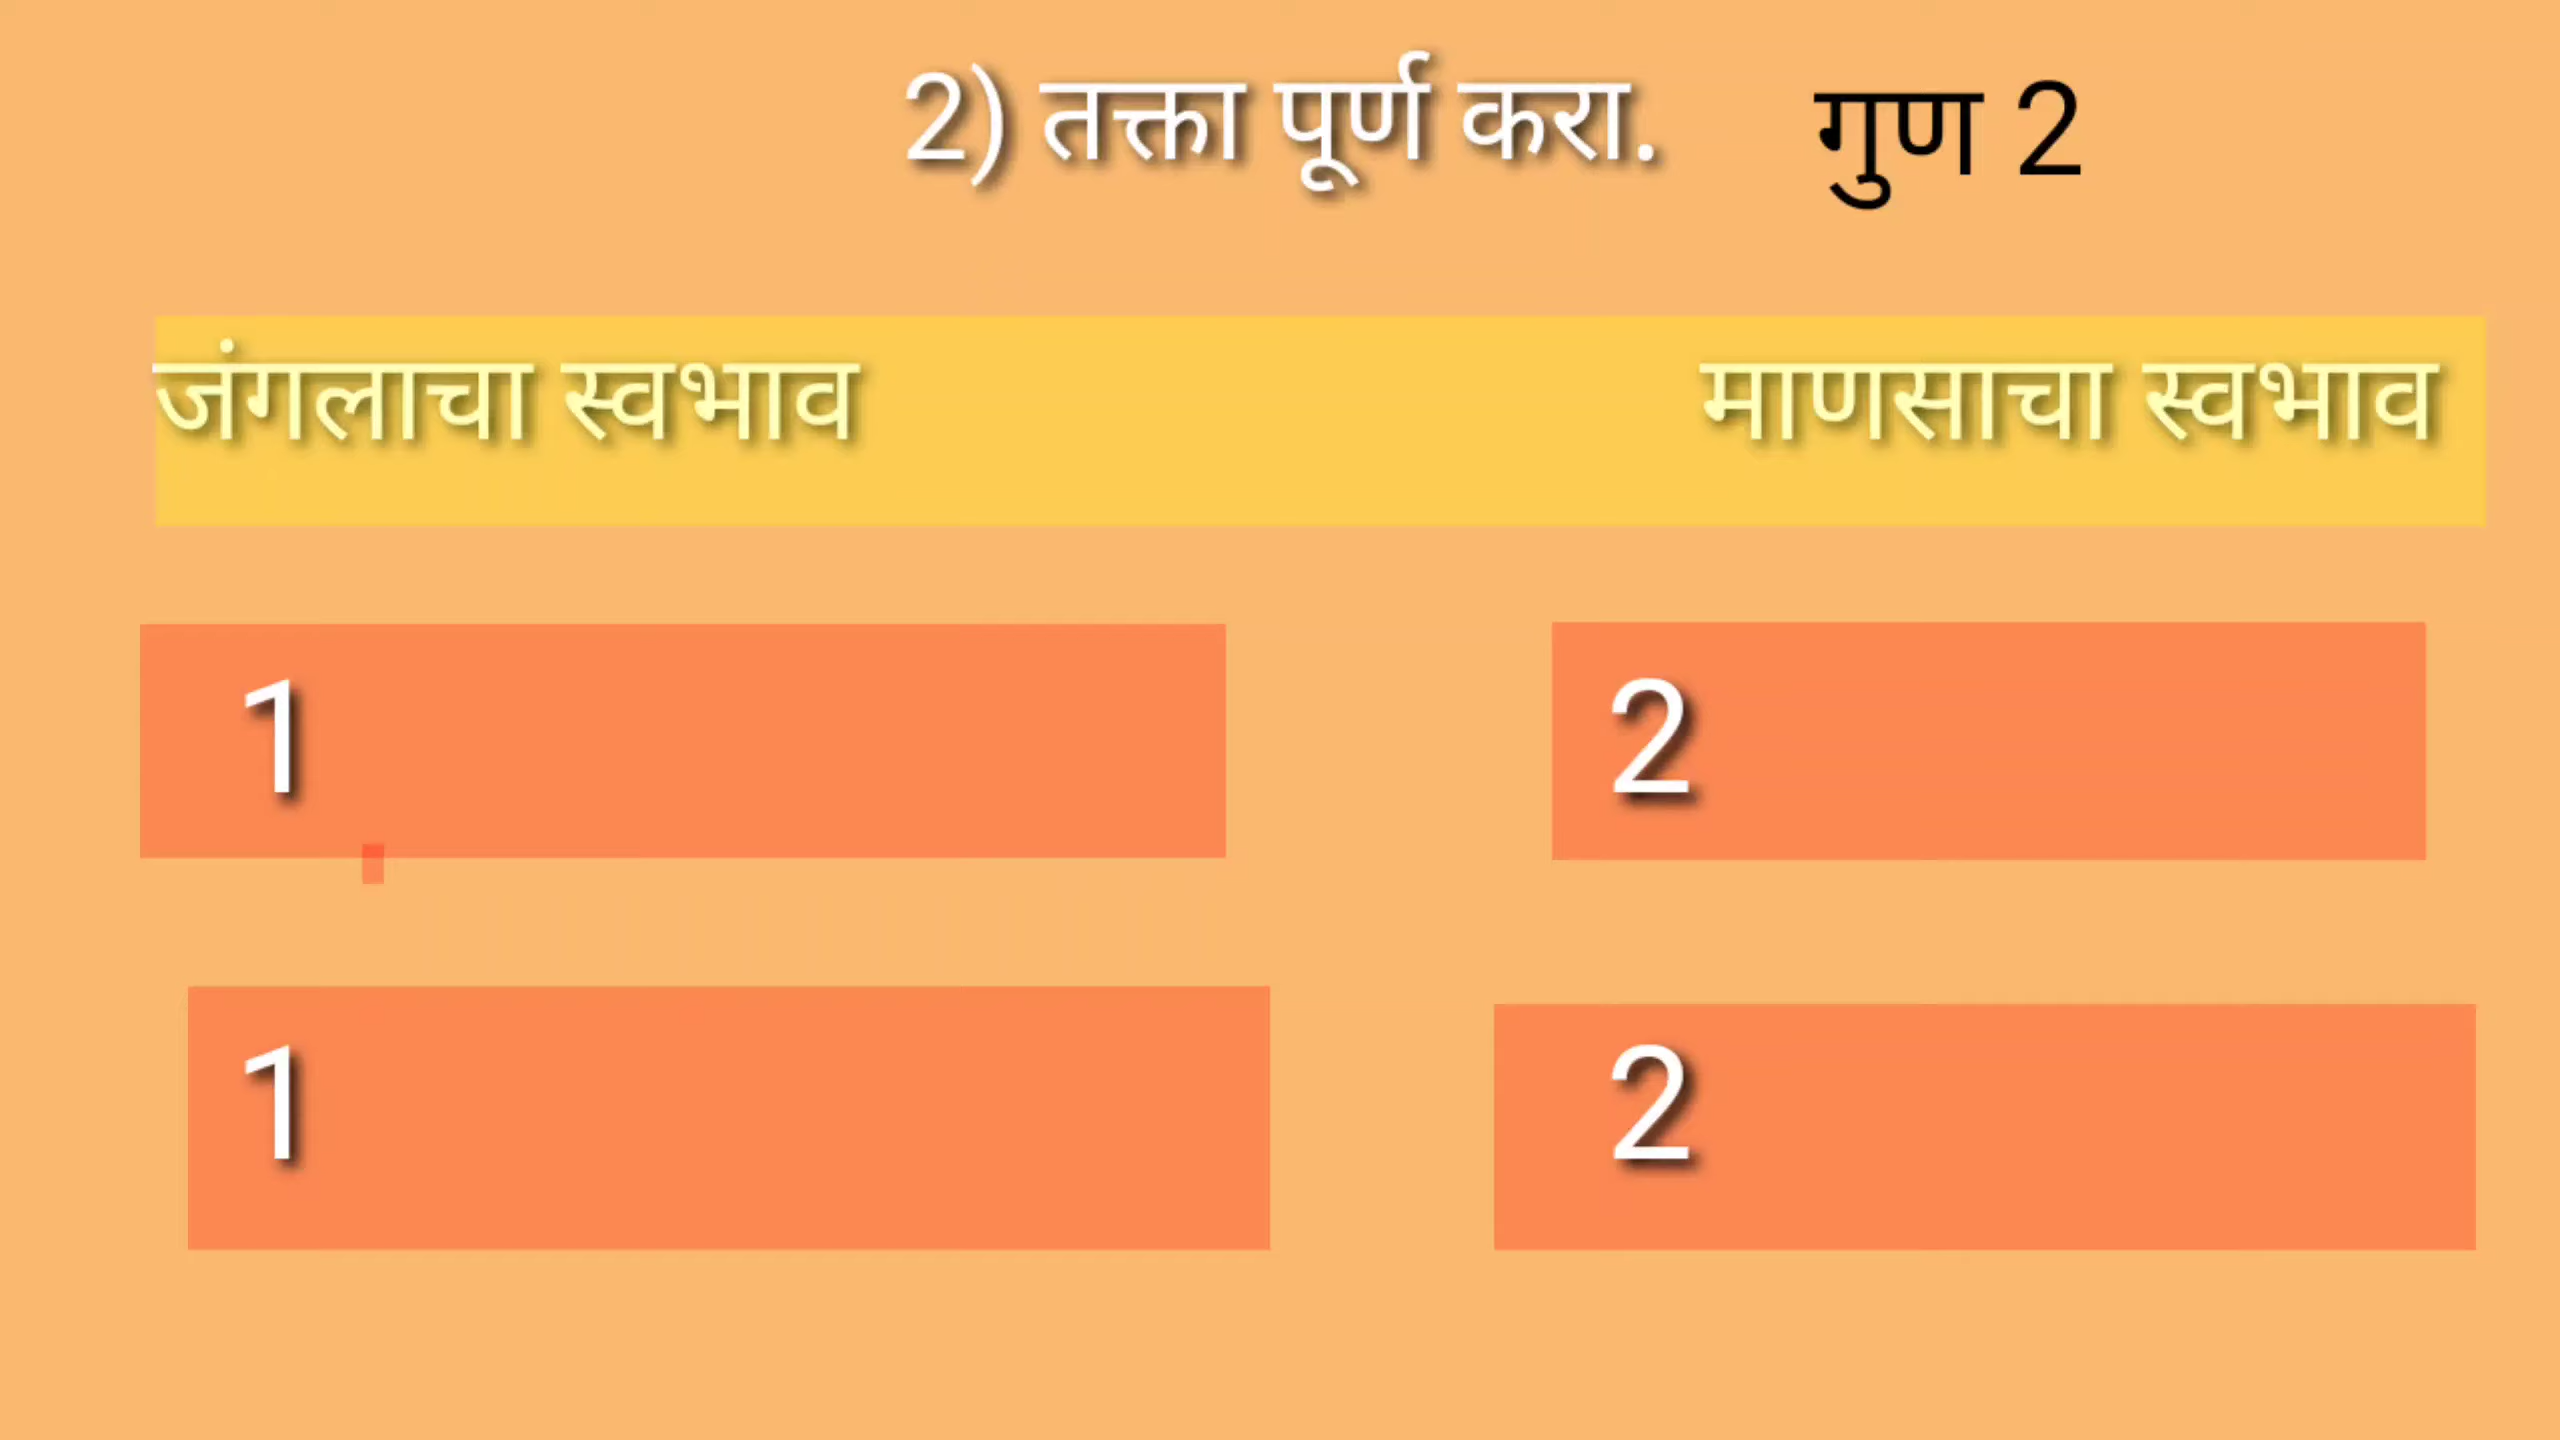 2) तक्ता पूर्ण करा. गुण 2
जंगलाचा स्वभाव माणसाचा स्वभाव
1 2
1 2